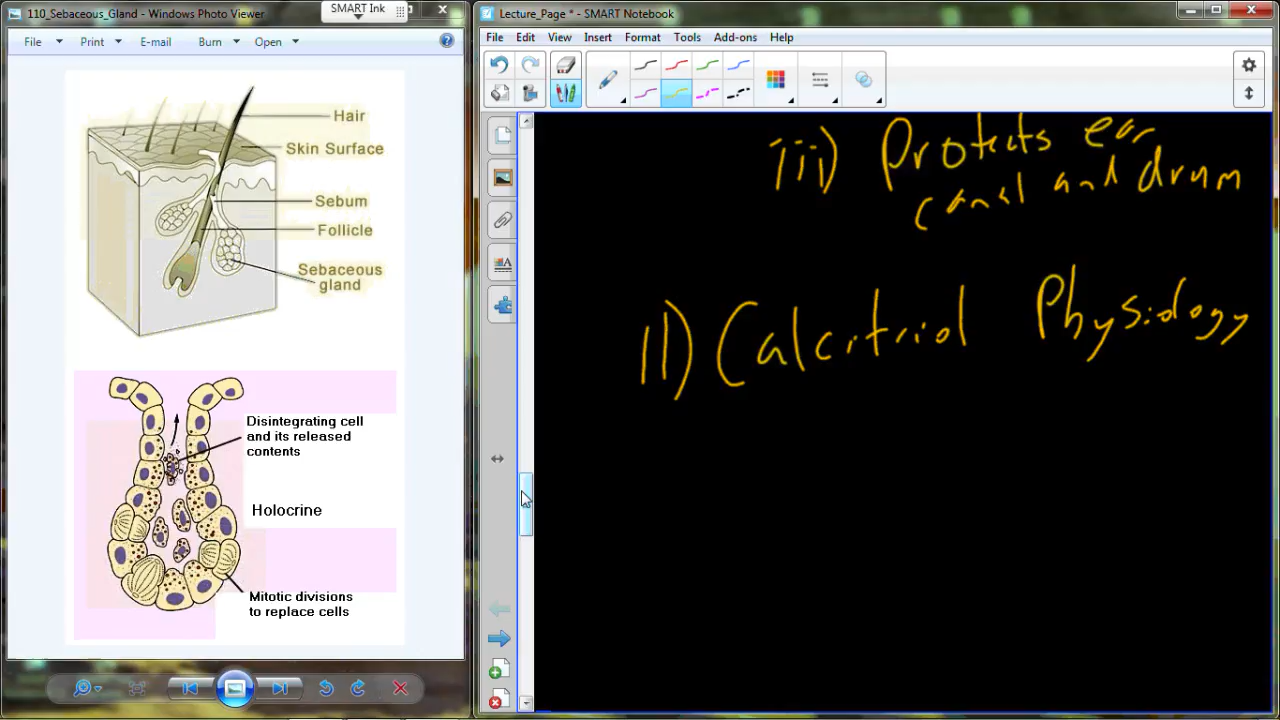 110_Sebaceous_Gland - Windows Photo Viewer
SMART Ink
File Print E-mail Burn Open
Hair
Skin Surface
Sebum
Follicle
Sebaceous
gland
Disintegrating cell
and its released
contents
Holocrine
Mitotic divisions
to replace cells
Lecture_Page * - SMART Notebook
File Edit View Insert Format Tools Add-ons Help
iii) Protects ear
canal and drum
11) Calcitriol Physiology